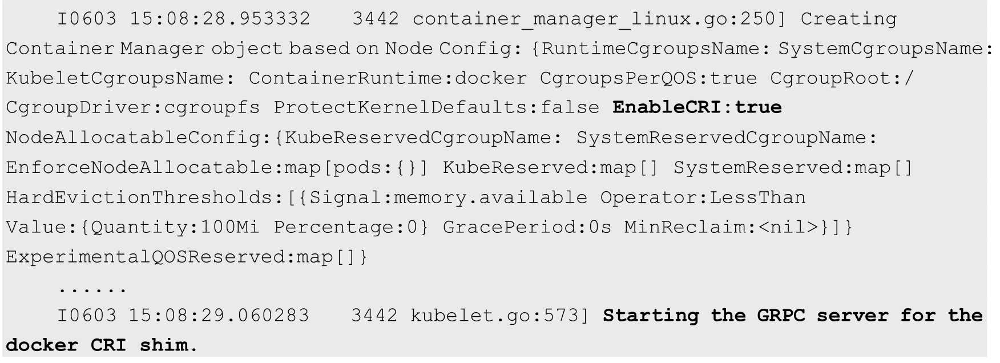 I0603 15:08:28.953332    3442 container_manager_linux.go:250] Creating
Container Manager object based on Node Config: {RuntimeCgroupsName: SystemCgroupsName:
KubeletCgroupsName: ContainerRuntime:docker CgroupsPerQOS:true CgroupRoot:/
CgroupDriver:cgroupfs ProtectKernelDefaults:false EnableCRI:true
NodeAllocatableConfig:{KubeReservedCgroupName: SystemReservedCgroupName:
EnforceNodeAllocatable:map[pods:{}] KubeReserved:map[] SystemReserved:map[]
HardEvictionThresholds:[{Signal:memory.available Operator:LessThan
Value:{Quantity:100Mi Percentage:0} GracePeriod:0s MinReclaim:<nil>}]}
ExperimentalQOSReserved:map[]}
......
I0603 15:08:29.060283    3442 kubelet.go:573] Starting the GRPC server for the
docker CRI shim.